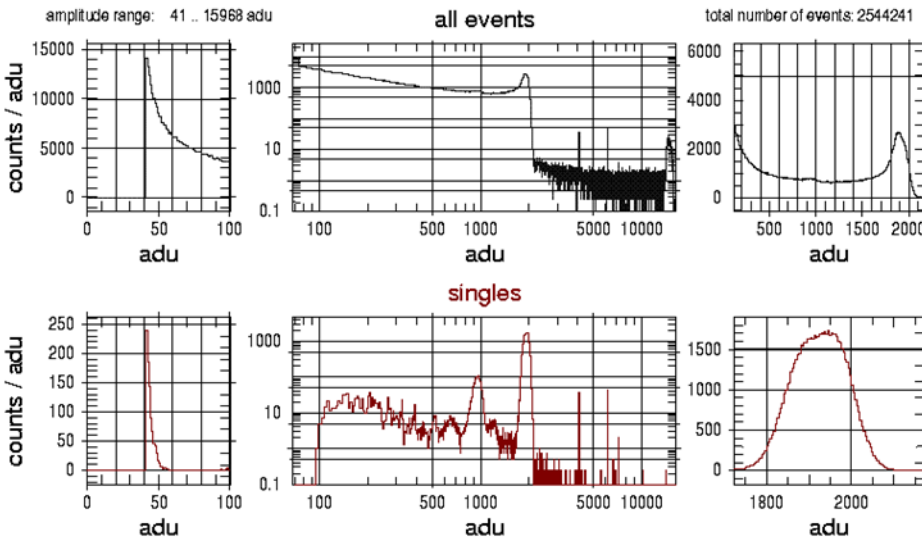 amplitude range: 41 .. 15968 adu
all events
total number of events: 2544241
counts / adu
15000
10000
5000
0
0 50 100
adu
1000
10
0.1
100 500 1000 5000 10000
adu
6000
4000
2000
0
500 1000 1500 2000
adu
singles
counts / adu
250
200
150
100
50
0
0 50 100
adu
1000
10
0.1
100 500 1000 5000 10000
adu
1500
1000
500
0
1800 2000
adu